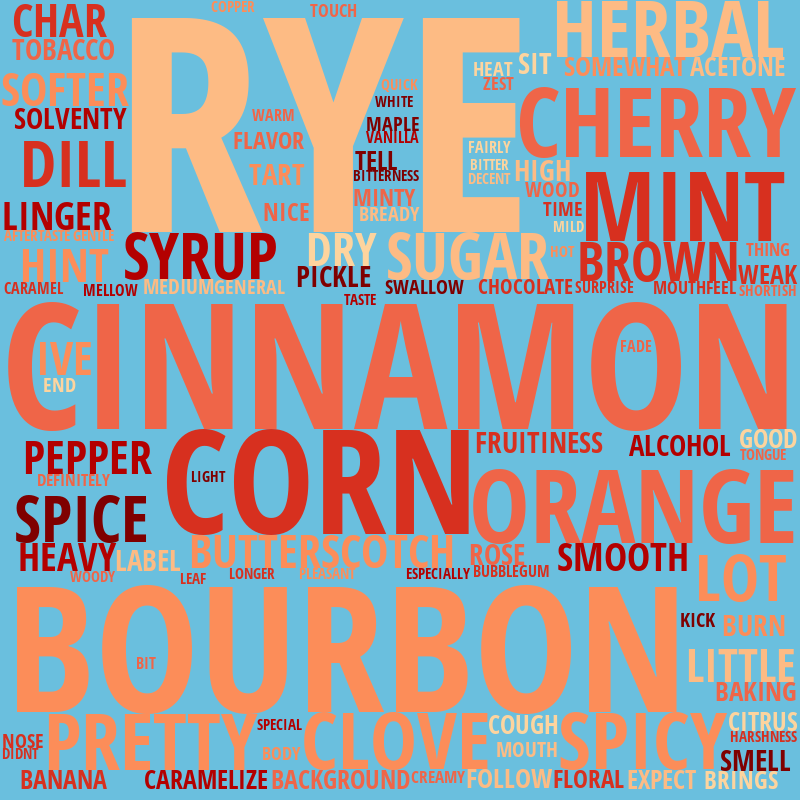 COPPER TOUCH
CHAR RYE HERBAL
TOBACCO
HEAT SIT SOMEWHAT ACETONE
SOFTER QUICK ZEST
WHITE CHERRY
SOLVENTY WARM MAPLE
FLAVOR VANILLA
DILL TELL FAIRLY
TART BITTERNESS BITTER HIGH MINT
DECENT
MINTY WOOD
LINGER NICE BREADY TIME
MILD
AFTERTASTE GENTLE
SYRUP DRY SUGAR HOT BROWN THING
HINT PICKLE WEAK
CARAMEL MELLOW MEDIUM GENERAL SWALLOW CHOCOLATE SURPRISE MOUTHFEEL SHORTISH
TASTE
CINNAMON
IVE FADE
END
PEPPER CORN FRUITINESS ALCOHOL GOOD
TONGUE
DEFINITELY LIGHT
SPICE ORANGE
HEAVY LABEL BUTTERSCOTCH ROSE SMOOTH LOT
WOODY LEAF LONGER PLEASANT ESPECIALLY BUBBLEGUM
BOURBON
KICK BURN
BIT LITTLE
BAKING
NOSE PRETTY SPECIAL CLOVE COUGH SPICY CITRUS
DIDNT BODY MOUTH HARSHNESS
SMELL
BANANA CARAMELIZE BACKGROUND CREAMY FOLLOW FLORAL EXPECT BRINGS